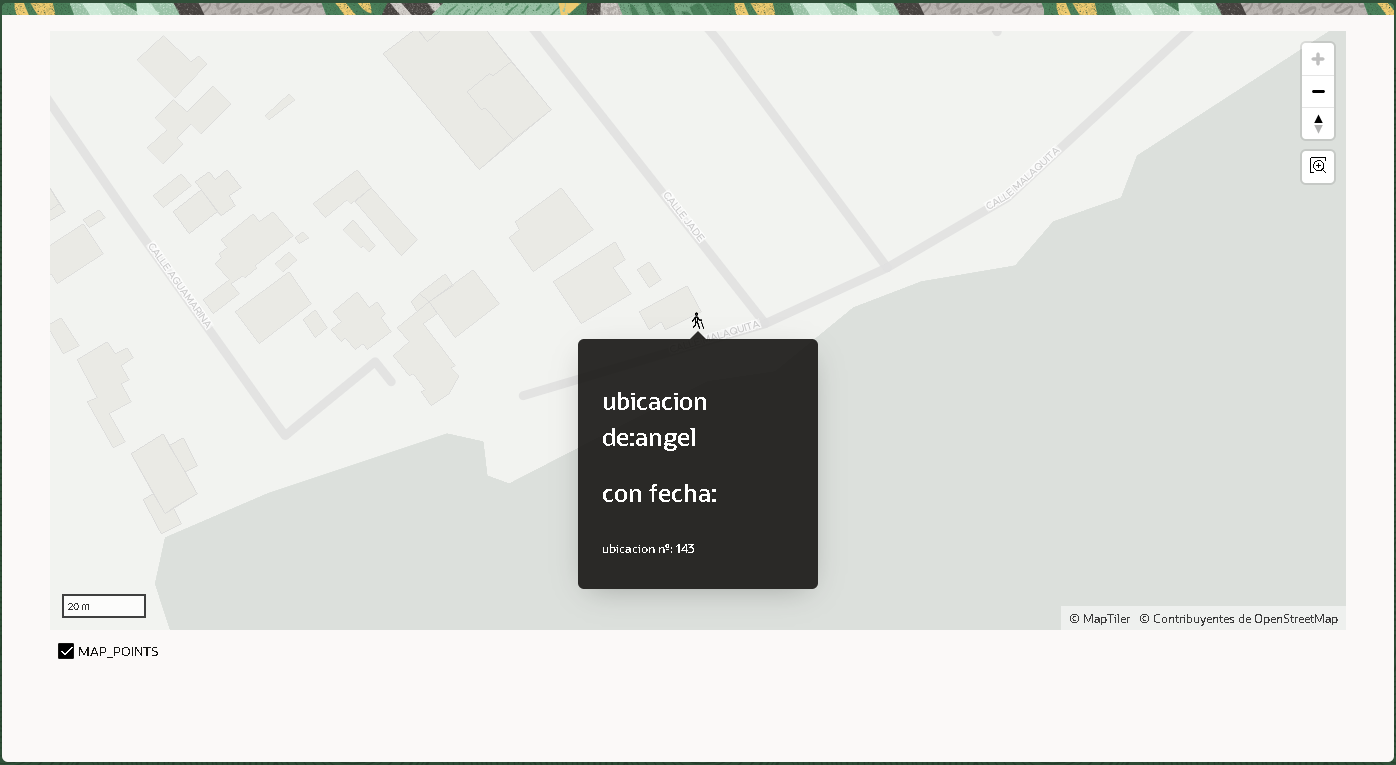 CALLE MALAQUITA
CALLE JADE
CALLE AGUAMARINA
MALAQUITA
ubicacion
de:angel
con fecha:
ubicacion nº: 143
20 m
© MapTiler © Contribuyentes de OpenStreetMap
MAP_POINTS